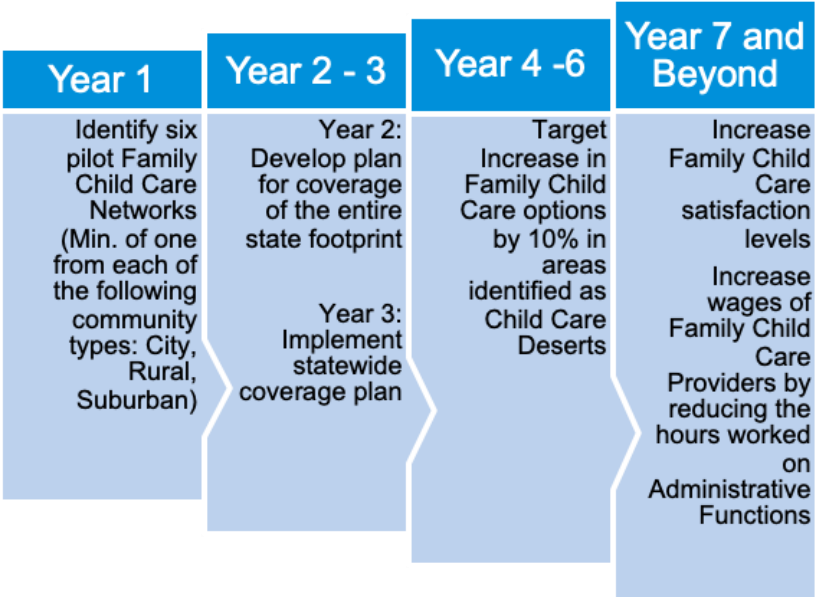 Year 1
Identify six
pilot Family
Child Care
Networks
(Min. of one
from each of
the following
community
types: City,
Rural,
Suburban)
Year 2 - 3
Year 2:
Develop plan
for coverage
of the entire
state footprint
Year 3:
Implement
statewide
coverage plan
Year 4 -6
Target
Increase in
Family Child
Care options
by 10% in
areas
identified as
Child Care
Deserts
Year 7 and
Beyond
Increase
Family Child
Care
satisfaction
levels
Increase
wages of
Family Child
Care
Providers by
reducing the
hours worked
on
Administrative
Functions